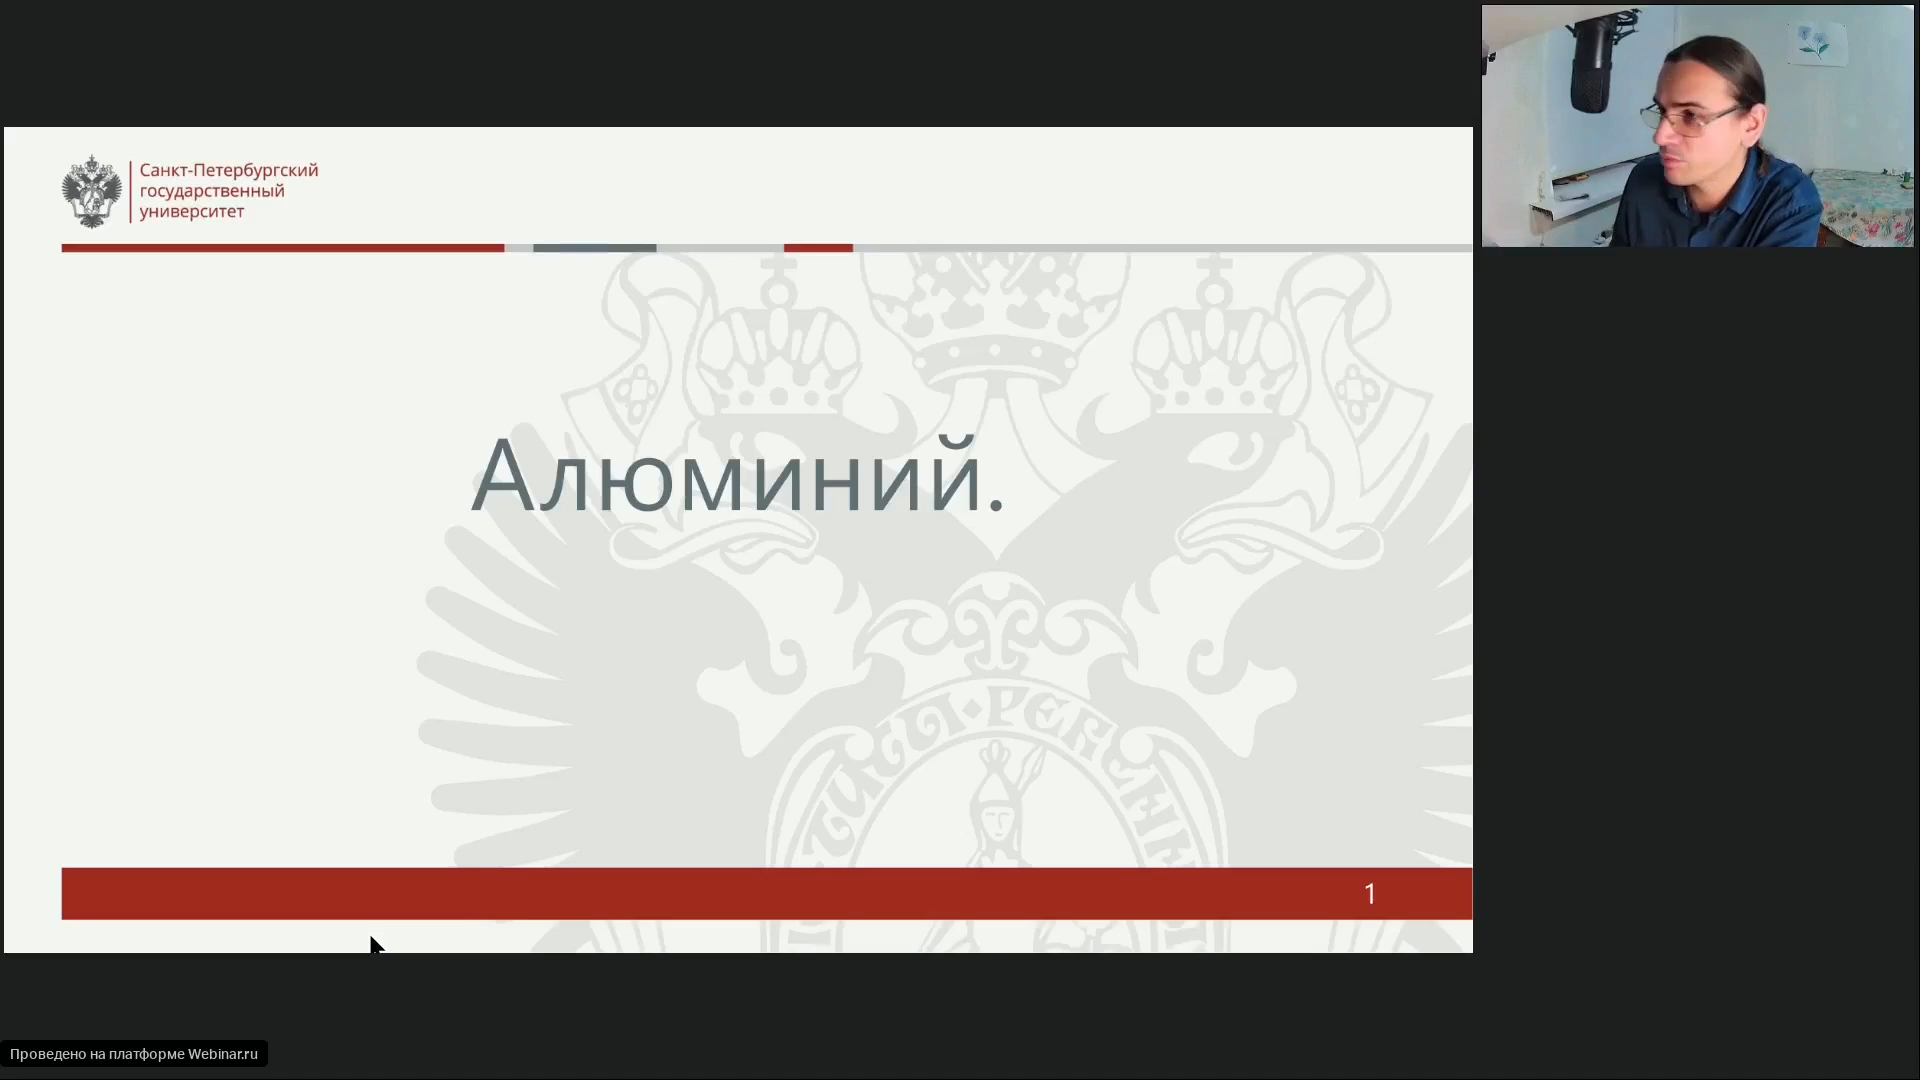 Санкт-Петербургский
государственный
университет
Алюминий.
1
Проведено на платформе Webinar.ru